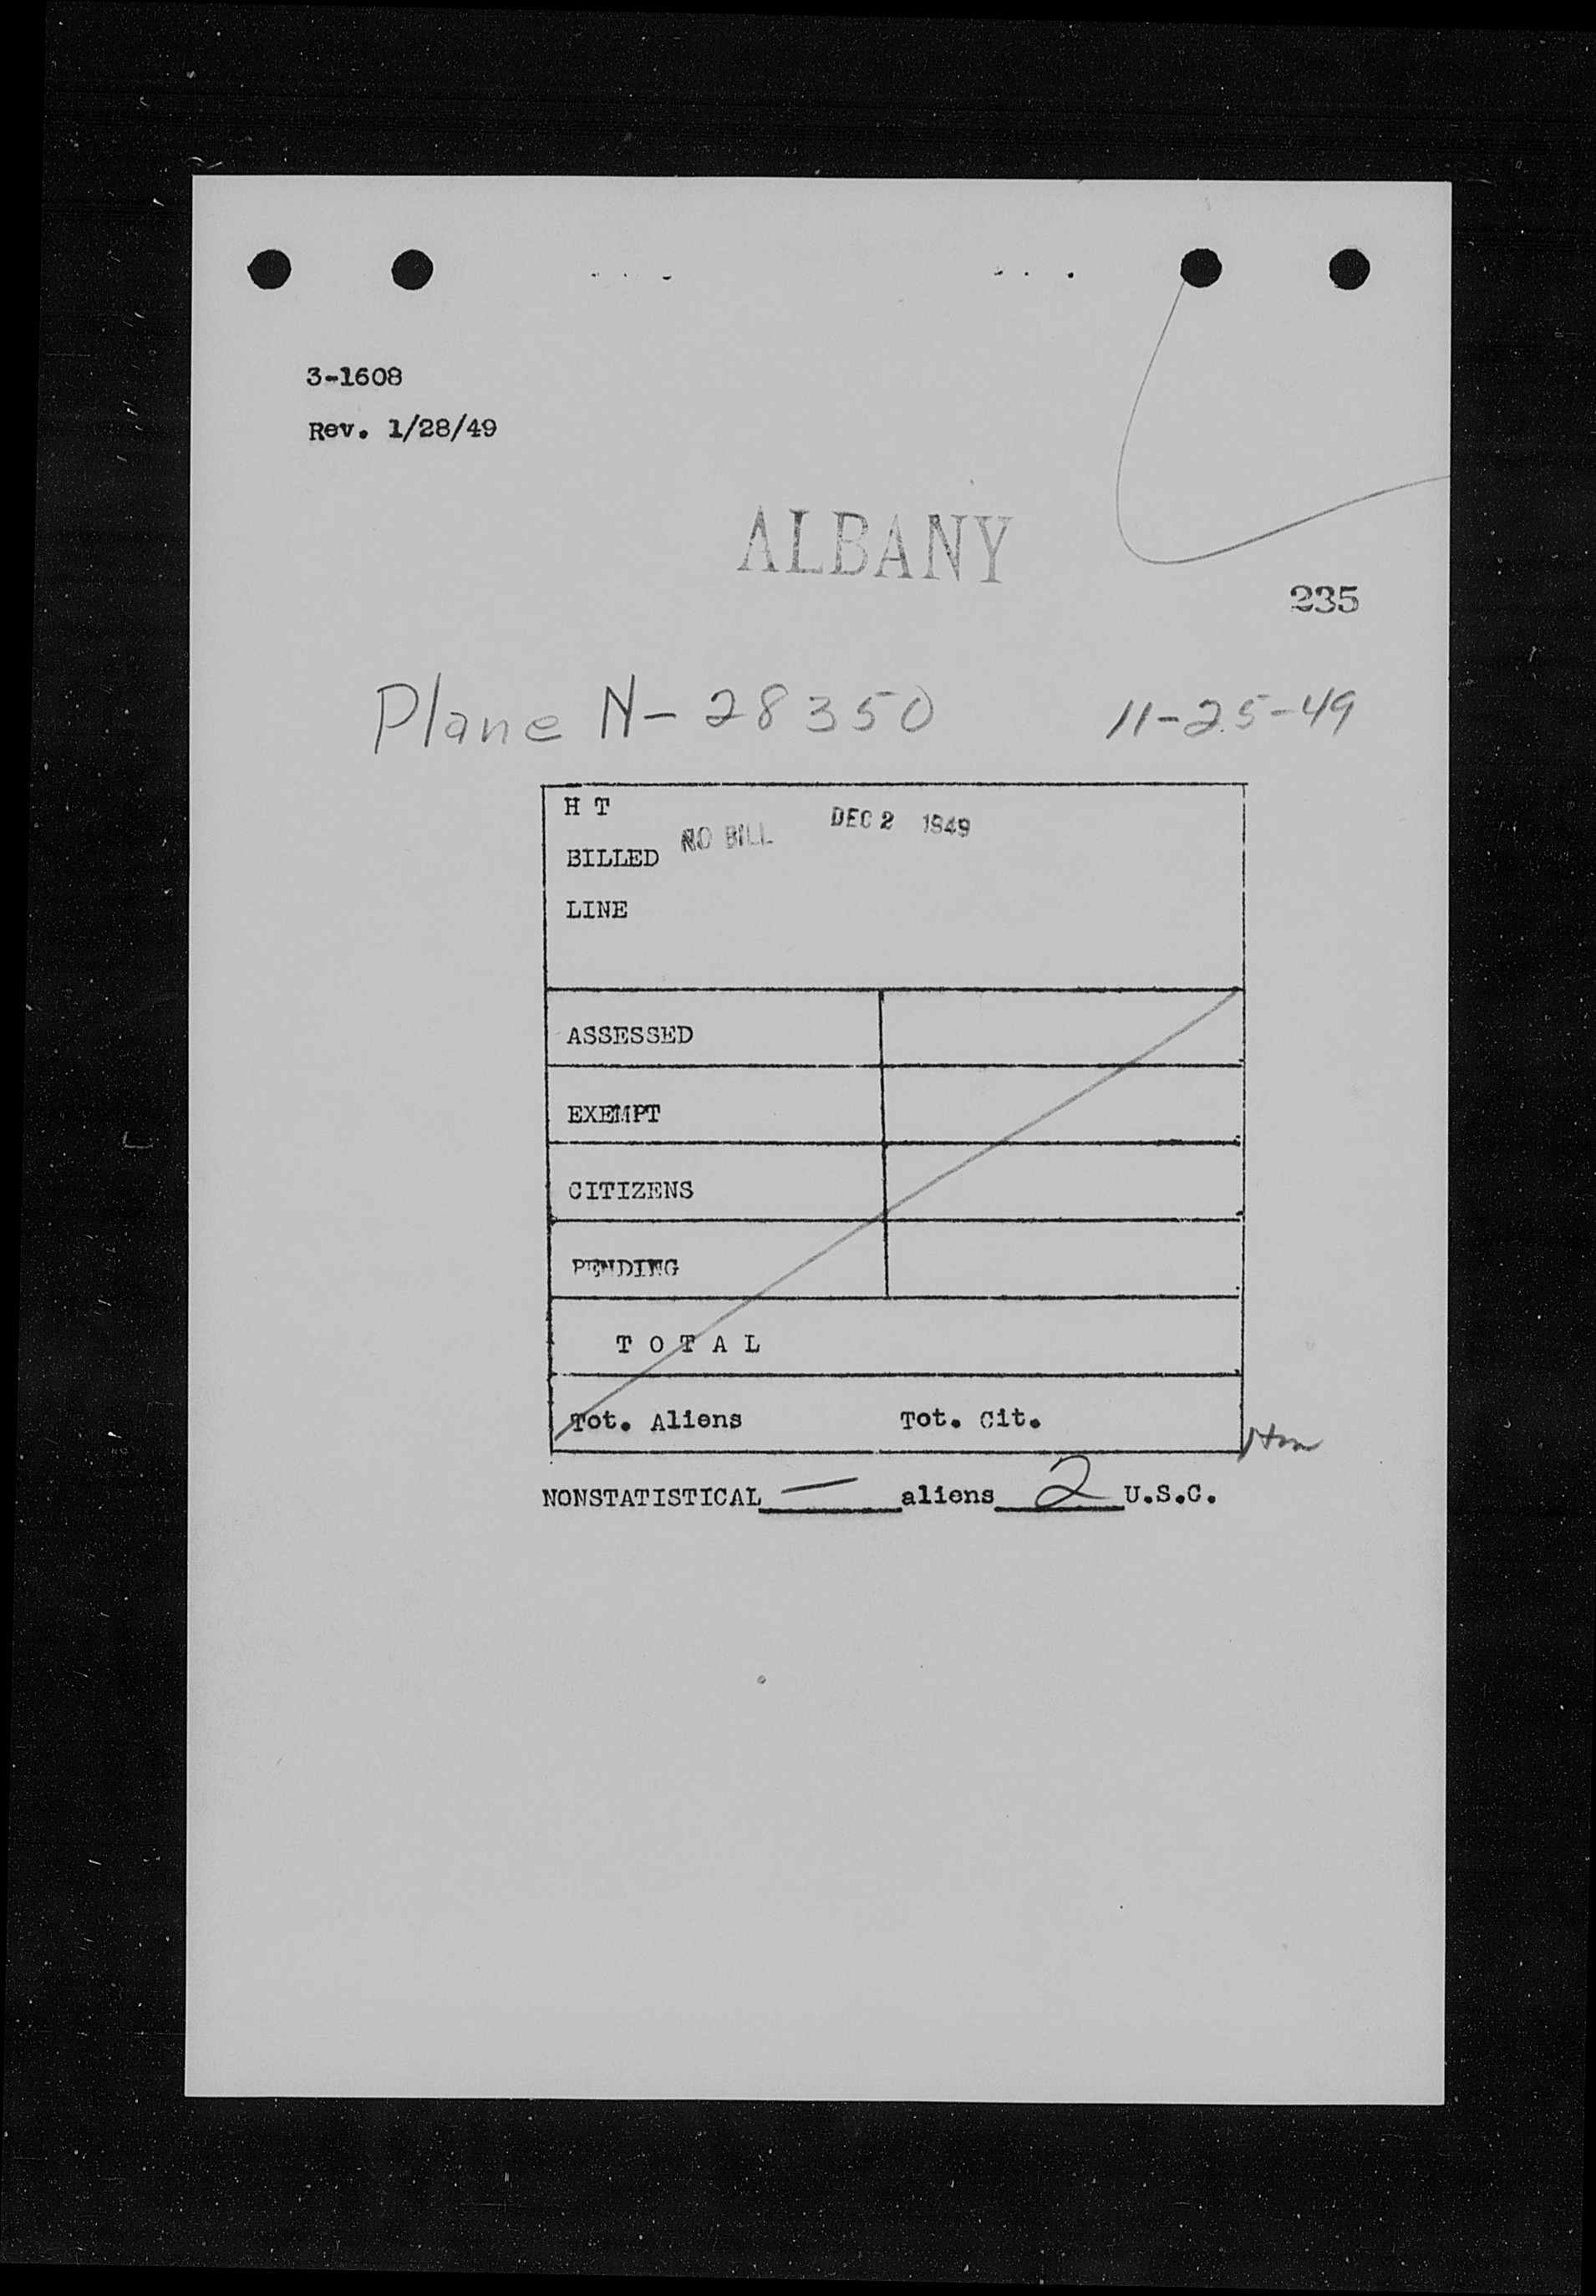 3-1608
Rev. 1/28/49
ALBANY
235
Plane N-28350 11-25-49
H T
NO BILL DEC 2 1949
BILLED
LINE
ASSESSED
EXEMPT
CITIZENS
PENDING
T O T A L
Tot. Aliens Tot. Cit.
NONSTATISTICAL — aliens 2 U.S.C.